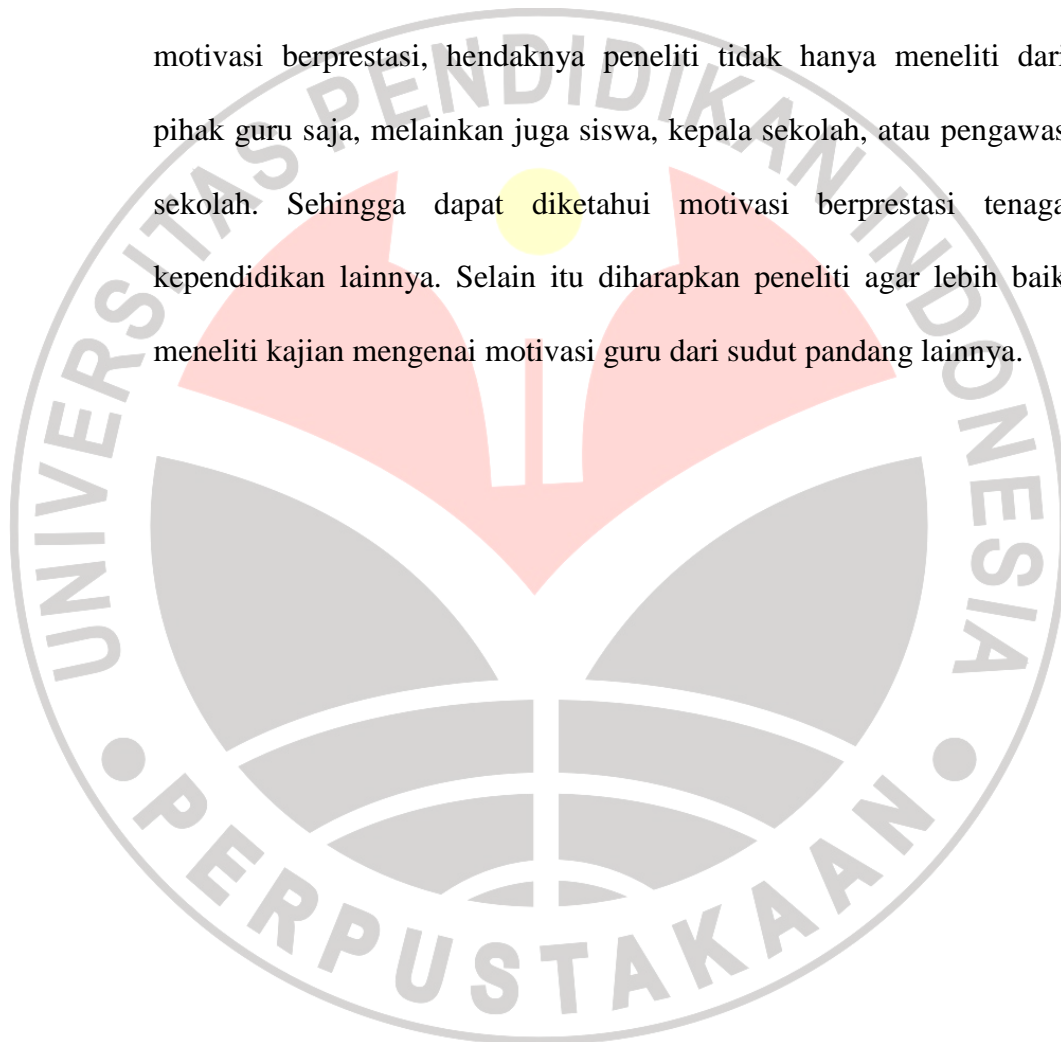 motivasi berprestasi, hendaknya peneliti tidak hanya meneliti dari
pihak guru saja, melainkan juga siswa, kepala sekolah, atau pengawas
sekolah. Sehingga dapat diketahui motivasi berprestasi tenaga
kependidikan lainnya. Selain itu diharapkan peneliti agar lebih baik
meneliti kajian mengenai motivasi guru dari sudut pandang lainnya.
UNIVERSITAS PENDIDIKAN INDONESIA
PERPUSTAKAAN